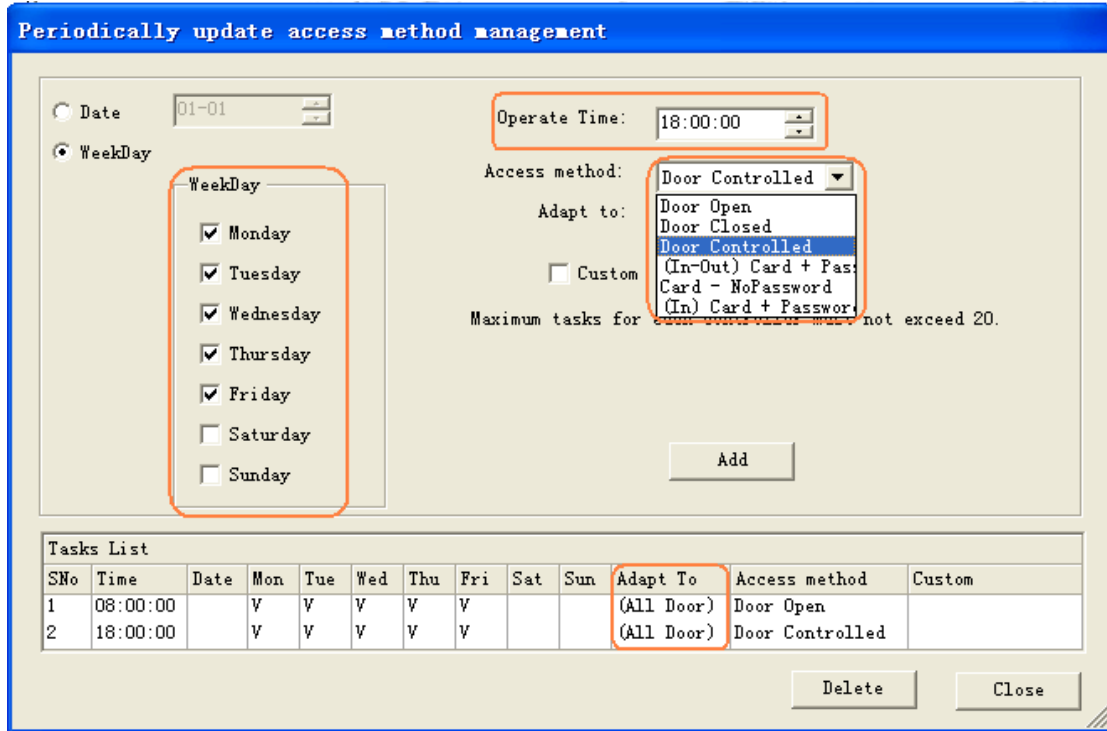 Periodically update access method management
Date
01-01
WeekDay
WeekDay
Monday
Tuesday
Wednesday
Thursday
Friday
Saturday
Sunday
Operate Time: 18:00:00
Access method: Door Controlled
Adapt to:
Door Open
Door Closed
Door Controlled
(In-Out) Card + Pas
Card - NoPassword
(In) Card + Password
Custom
Maximum tasks for each controller must not exceed 20.
Add
Tasks List
SNo Time Date Mon Tue Wed Thu Fri Sat Sun Adapt To Access method Custom
1 08:00:00 V V V V V (All Door) Door Open
2 18:00:00 V V V V V (All Door) Door Controlled
Delete Close